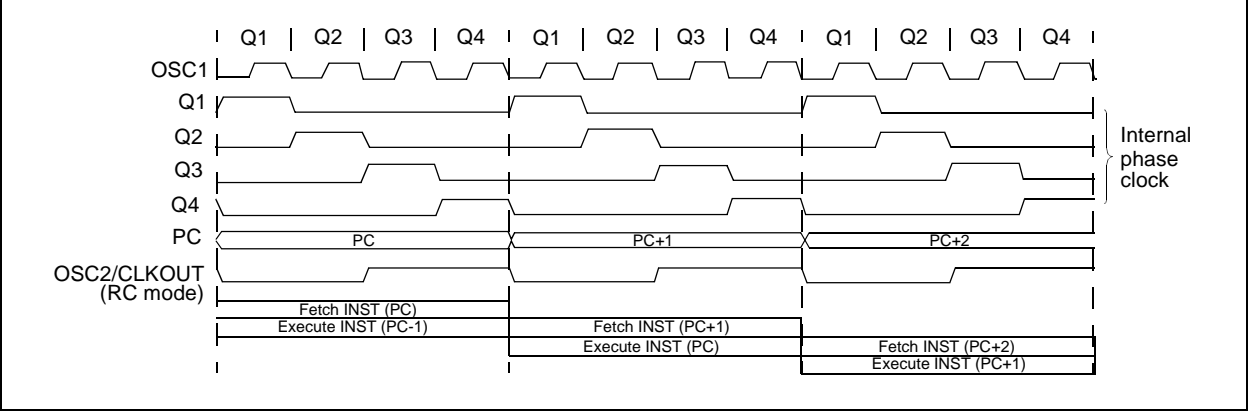 Q1 Q2 Q3 Q4 Q1 Q2 Q3 Q4 Q1 Q2 Q3 Q4
OSC1
Q1
Q2
Q3
Q4
PC
PC PC+1 PC+2
OSC2/CLKOUT
(RC mode)
Internal
phase
clock
Fetch INST (PC)
Execute INST (PC-1) Fetch INST (PC+1)
Execute INST (PC) Fetch INST (PC+2)
Execute INST (PC+1)